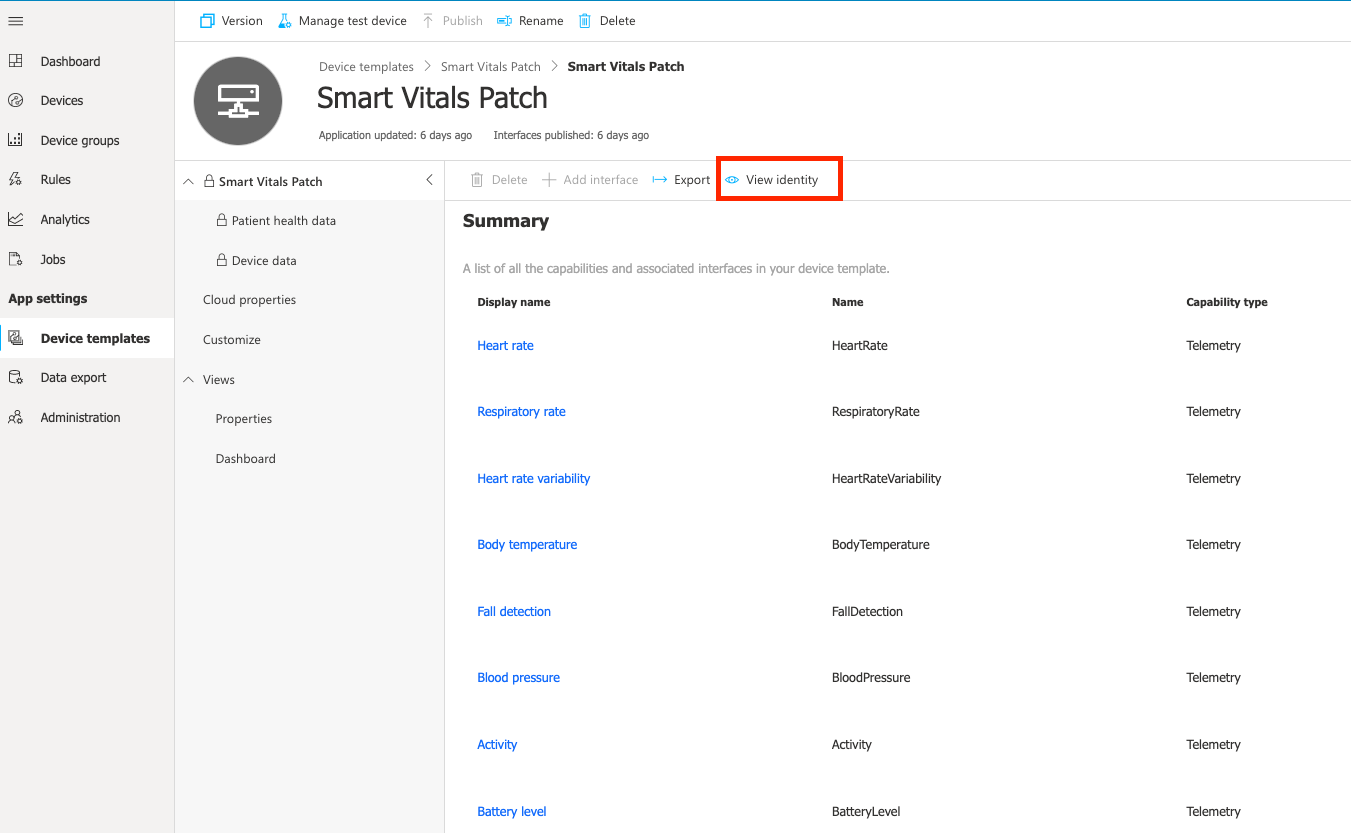 Version Manage test device Publish Rename Delete
Dashboard
Devices
Device groups
Rules
Analytics
Jobs
App settings
Device templates
Data export
Administration
Device templates > Smart Vitals Patch > Smart Vitals Patch
Smart Vitals Patch
Application updated: 6 days ago Interfaces published: 6 days ago
Smart Vitals Patch
Patient health data
Device data
Cloud properties
Customize
Views
Properties
Dashboard
Delete Add interface Export View identity
Summary
A list of all the capabilities and associated interfaces in your device template.
Display name Name Capability type
Heart rate HeartRate Telemetry
Respiratory rate RespiratoryRate Telemetry
Heart rate variability HeartRateVariability Telemetry
Body temperature BodyTemperature Telemetry
Fall detection FallDetection Telemetry
Blood pressure BloodPressure Telemetry
Activity Activity Telemetry
Battery level BatteryLevel Telemetry